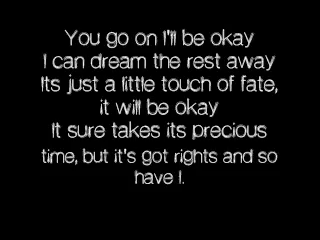 You go on I'll be okay
I can dream the rest away
Its just a little touch of fate,
it will be okay
It sure takes its precious
time, but it's got rights and so
have I.